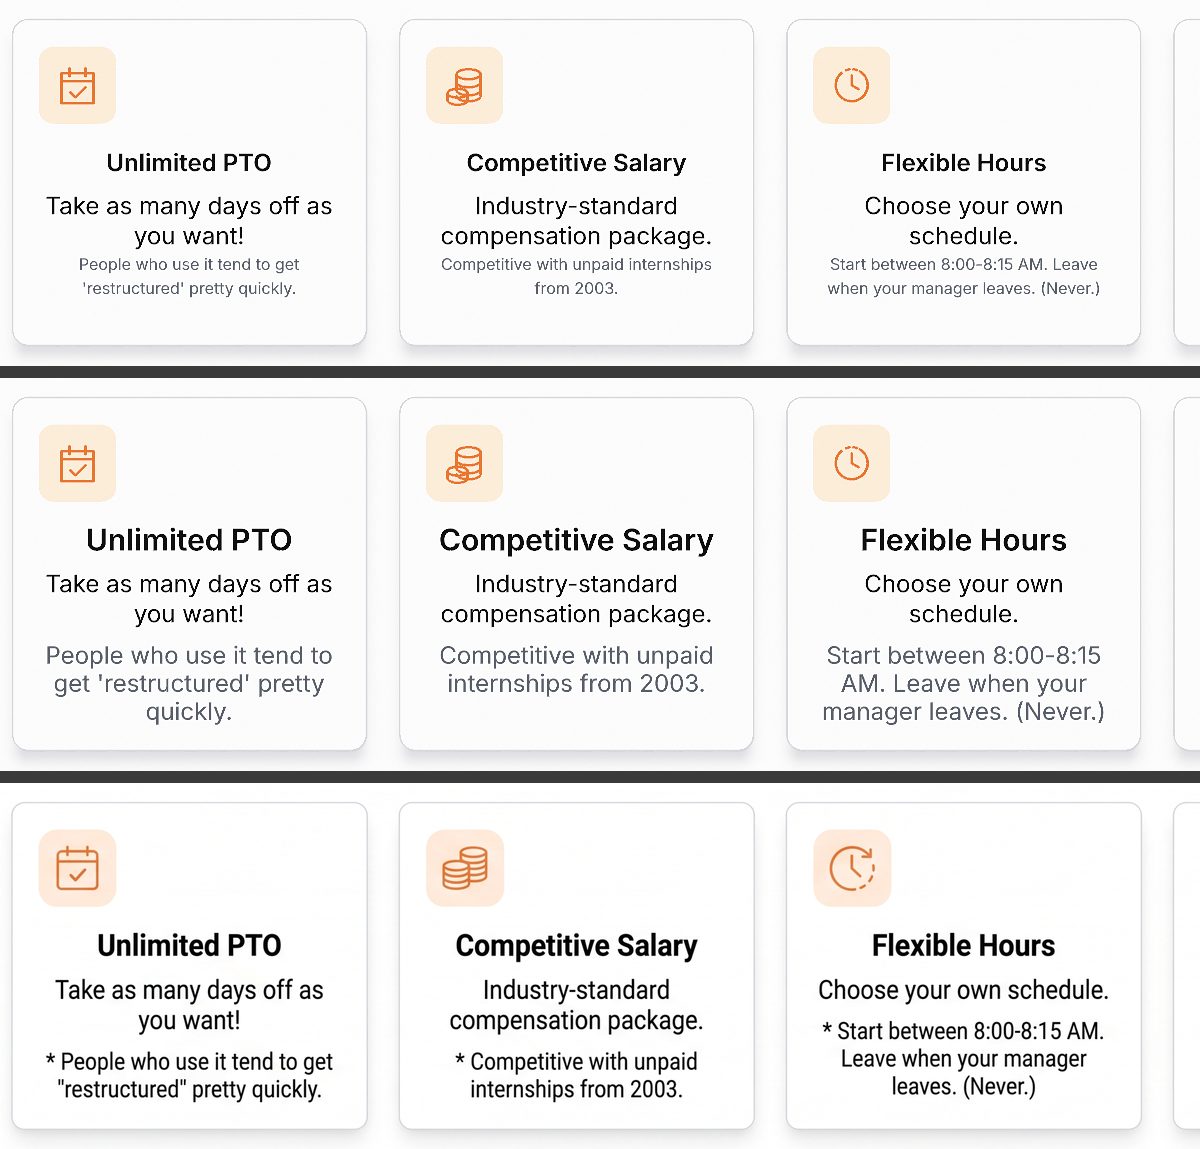 Unlimited PTO
Take as many days off as
you want!
People who use it tend to get
'restructured' pretty quickly.
Competitive Salary
Industry-standard
compensation package.
Competitive with unpaid internships
from 2003.
Flexible Hours
Choose your own
schedule.
Start between 8:00-8:15 AM. Leave
when your manager leaves. (Never.)
Unlimited PTO
Take as many days off as
you want!
People who use it tend to
get 'restructured' pretty
quickly.
Competitive Salary
Industry-standard
compensation package.
Competitive with unpaid
internships from 2003.
Flexible Hours
Choose your own
schedule.
Start between 8:00-8:15
AM. Leave when your
manager leaves. (Never.)
Unlimited PTO
Take as many days off as
you want!
* People who use it tend to get
"restructured" pretty quickly.
Competitive Salary
Industry-standard
compensation package.
* Competitive with unpaid
internships from 2003.
Flexible Hours
Choose your own schedule.
* Start between 8:00-8:15 AM.
Leave when your manager
leaves. (Never.)